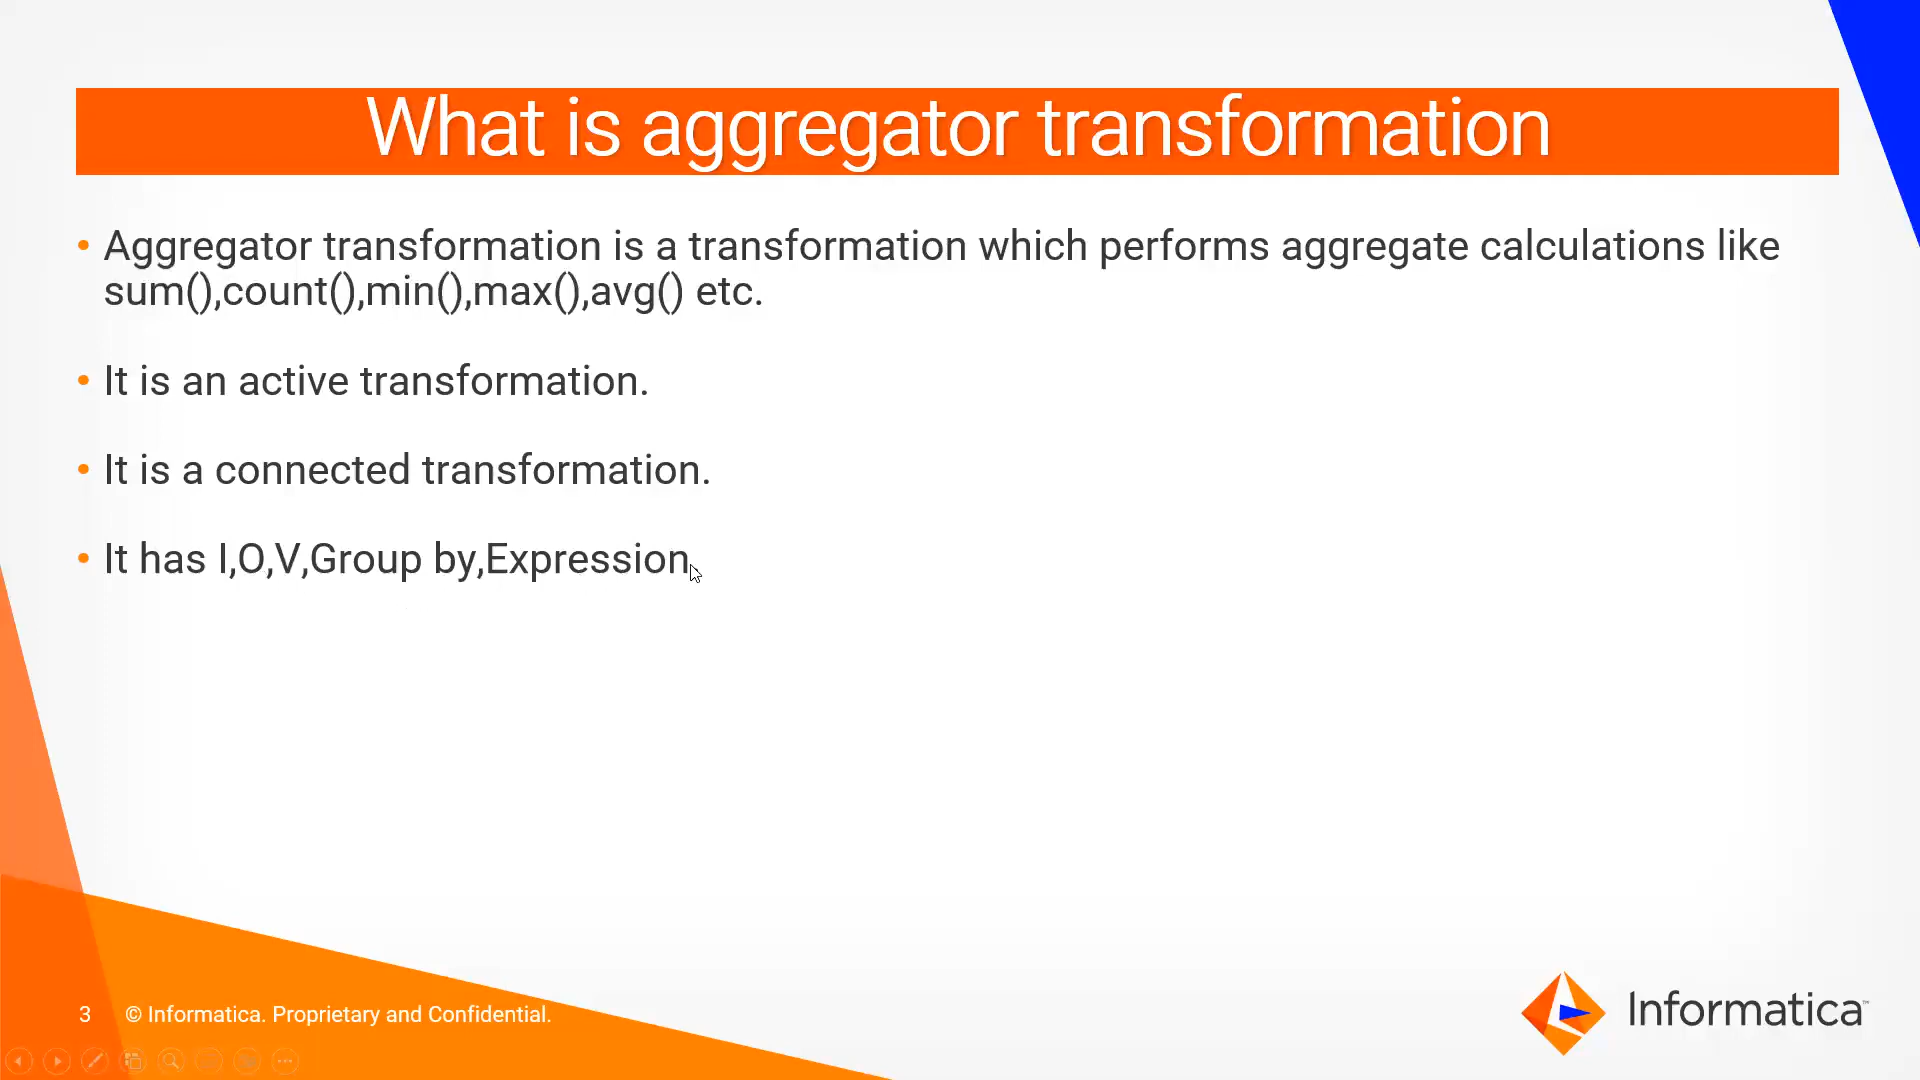 What is aggregator transformation
• Aggregator transformation is a transformation which performs aggregate calculations like
sum(),count(),min(),max(),avg() etc.
• It is an active transformation.
• It is a connected transformation.
• It has I,O,V,Group by,Expression.
3 © Informatica. Proprietary and Confidential.
Informatica™